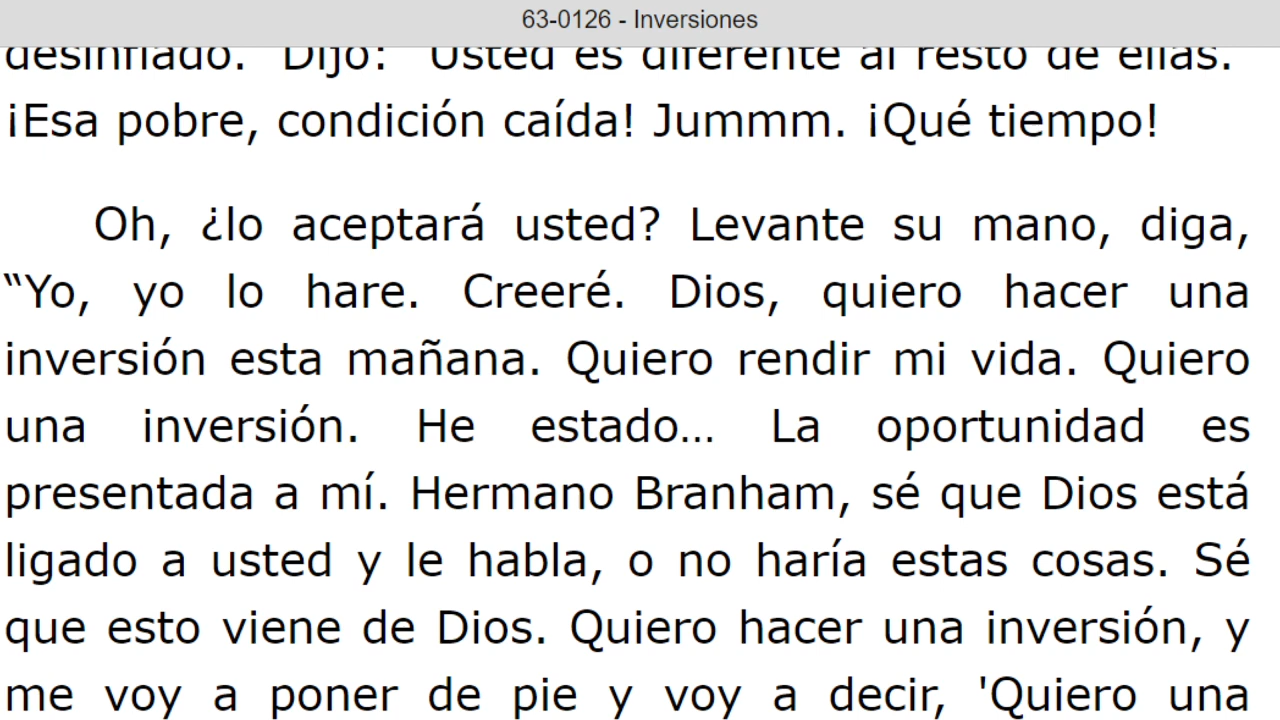 63-0126 - Inversiones
desinflado. Dijo: Usted es diferente al resto de ellas.
¡Esa pobre, condición caída! Jummm. ¡Qué tiempo!
Oh, ¿lo aceptará usted? Levante su mano, diga,
“Yo, yo lo hare. Creeré. Dios, quiero hacer una
inversión esta mañana. Quiero rendir mi vida. Quiero
una inversión. He estado… La oportunidad es
presentada a mí. Hermano Branham, sé que Dios está
ligado a usted y le habla, o no haría estas cosas. Sé
que esto viene de Dios. Quiero hacer una inversión, y
me voy a poner de pie y voy a decir, 'Quiero una